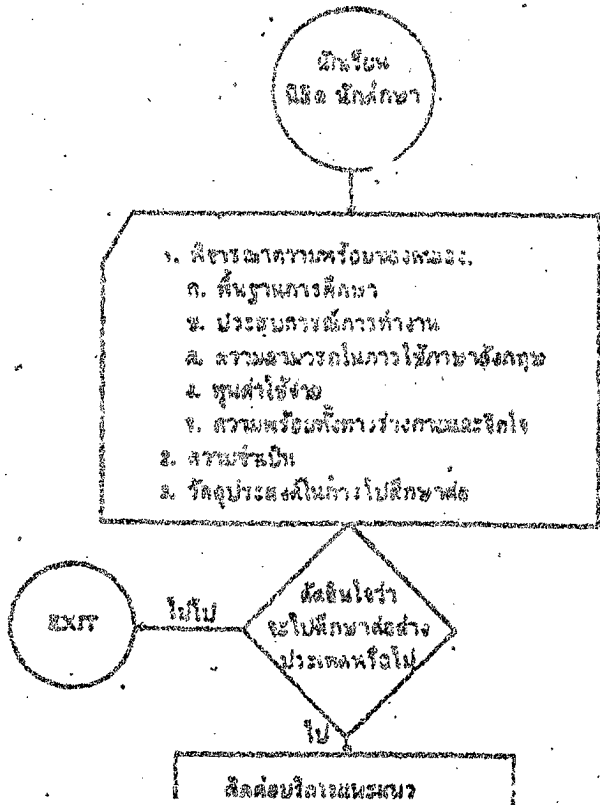 นักเรียน
นิสิต นักศึกษา
๑. พิจารณาความพร้อมของตนเอง
ก. พื้นฐานการศึกษา
ข. ประสบการณ์การทำงาน
ค. ความสามารถในการใช้ภาษาอังกฤษ
ง. ทุนค่าใช้จ่าย
จ. ความพร้อมทั้งทางร่างกายและจิตใจ
๒. ความจำเป็น
๓. วัตถุประสงค์ในการไปศึกษาต่อ
ตัดสินใจว่า
จะไปศึกษาต่อต่าง
ประเทศหรือไม่
EXIT
ไม่ไป
ไป
ติดต่อบริการแนะแนว